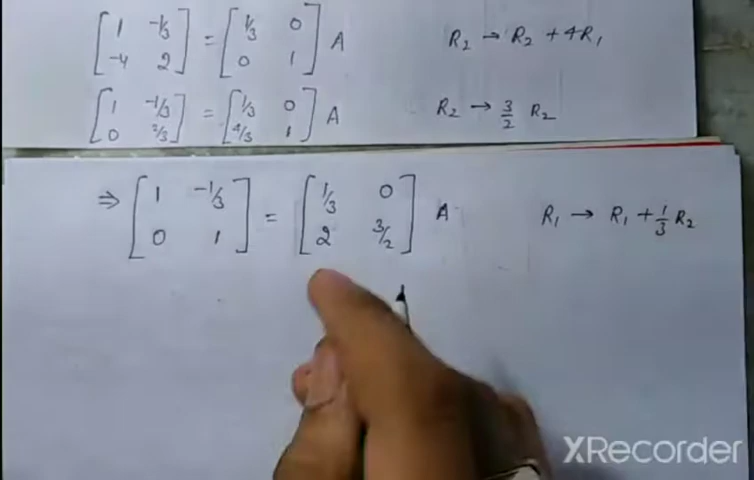 [1 -1/3; -4 2] = [1/3 0; 0 1] A R₂ → R₂ + 4R₁
[1 -1/3; 0 2/3] = [1/3 0; 4/3 1] A R₂ → 3/2 R₂
⇒ [1 -1/3; 0 1] = [1/3 0; 2 3/2] A R₁ → R₁ + 1/3 R₂
XRecorder